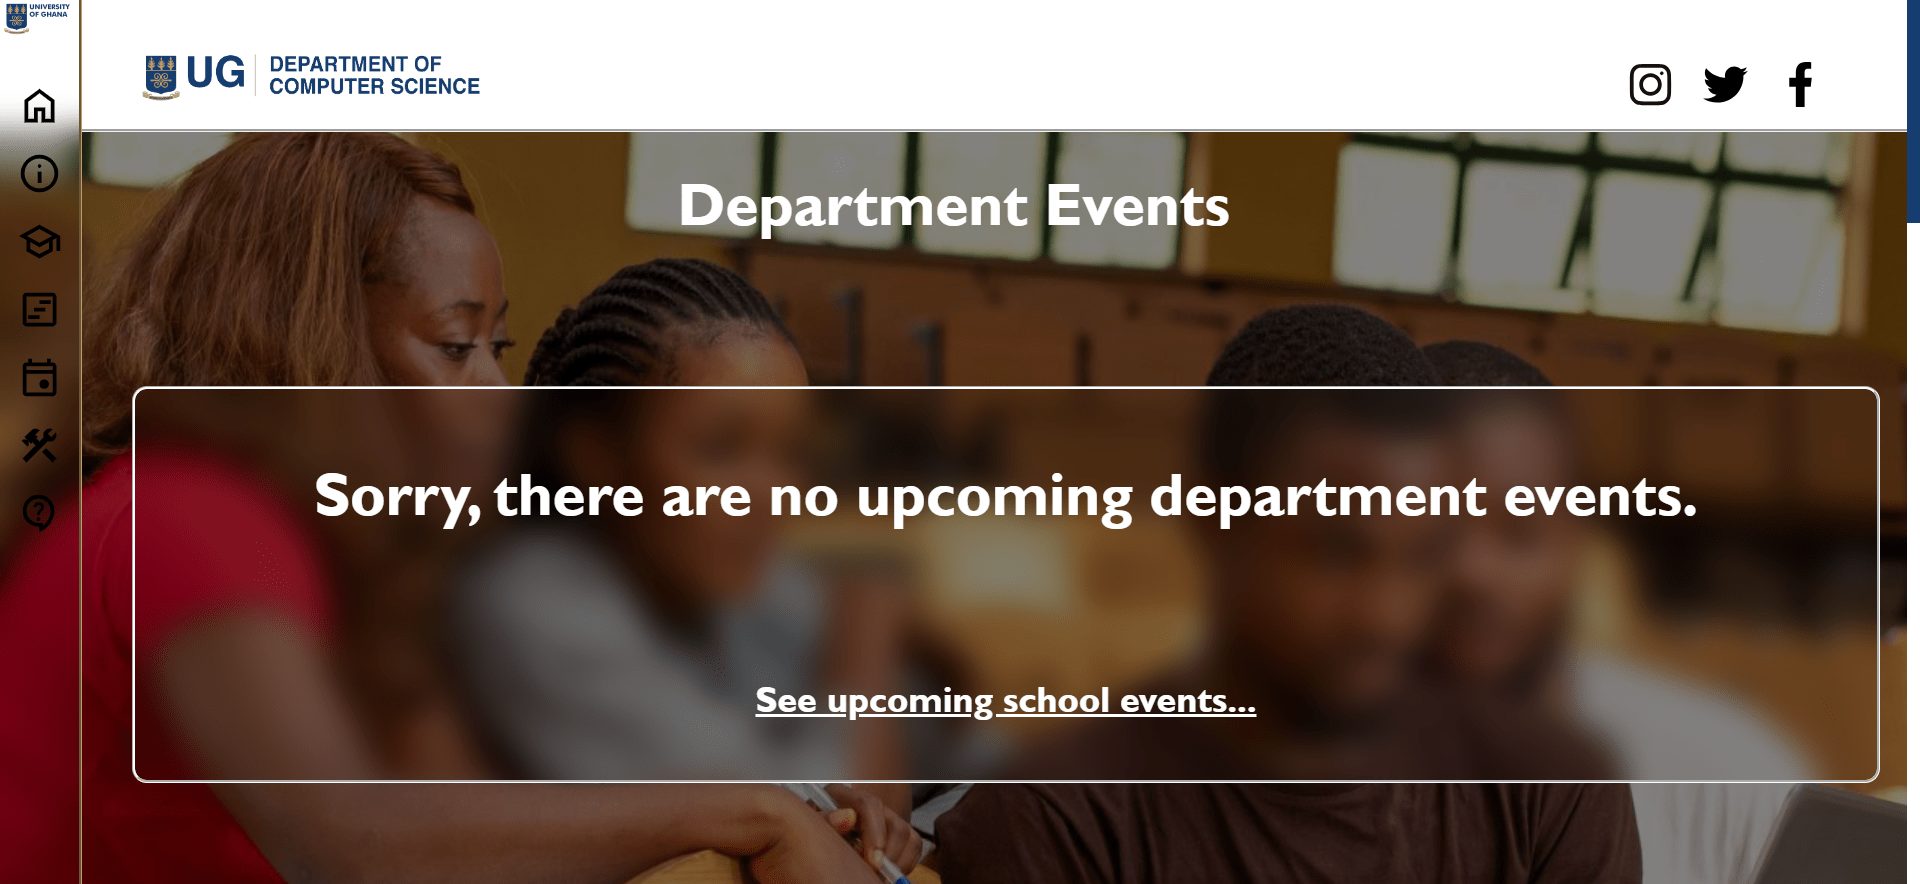 UNIVERSITY
OF GHANA
UG
DEPARTMENT OF
COMPUTER SCIENCE
Department Events
Sorry, there are no upcoming department events.
See upcoming school events...